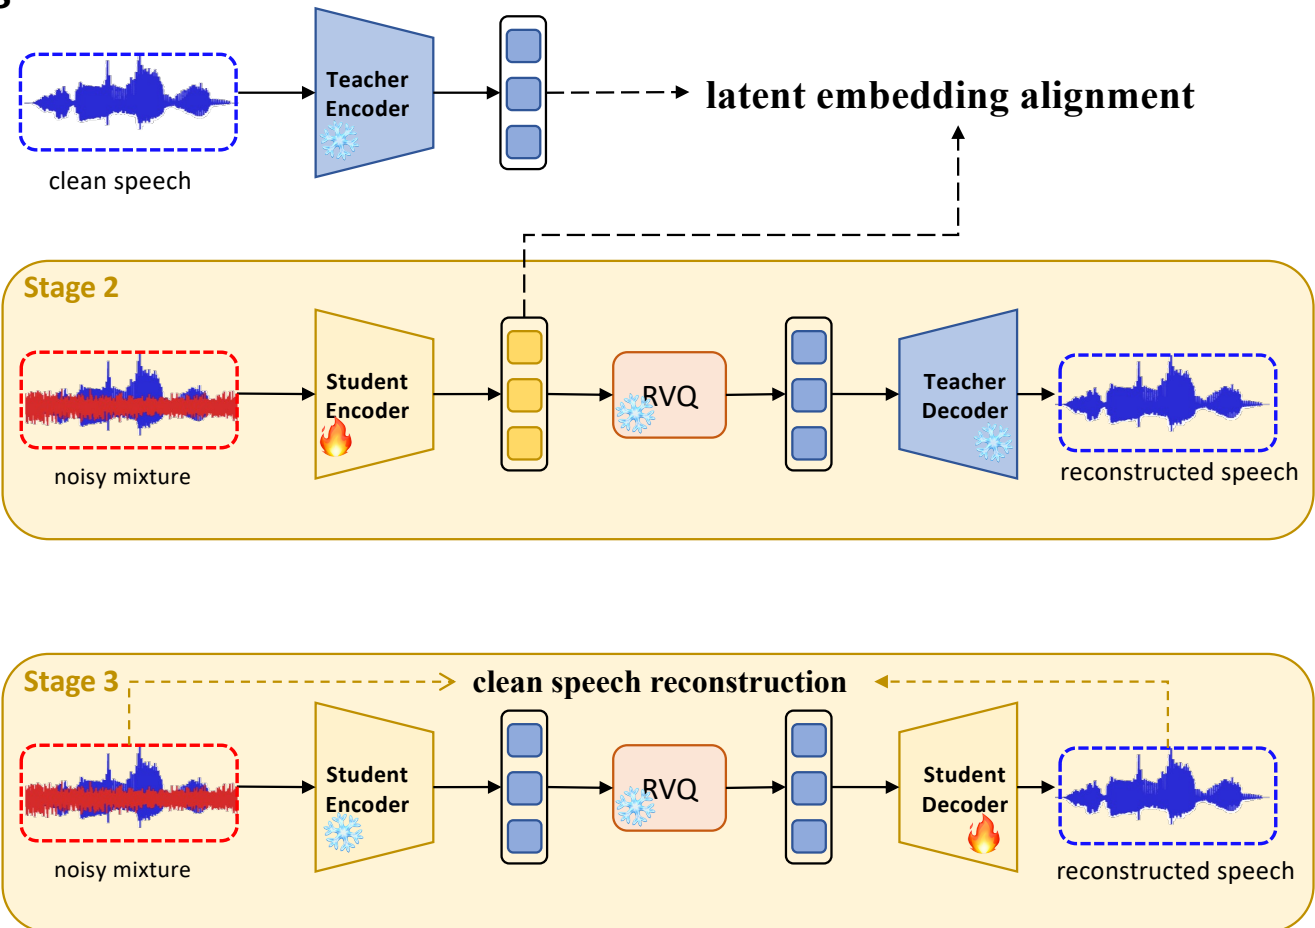 Teacher
Encoder
latent embedding alignment
clean speech
Stage 2
Student
Encoder
RVQ
Teacher
Decoder
noisy mixture
reconstructed speech
Stage 3
clean speech reconstruction
Student
Encoder
RVQ
Student
Decoder
noisy mixture
reconstructed speech